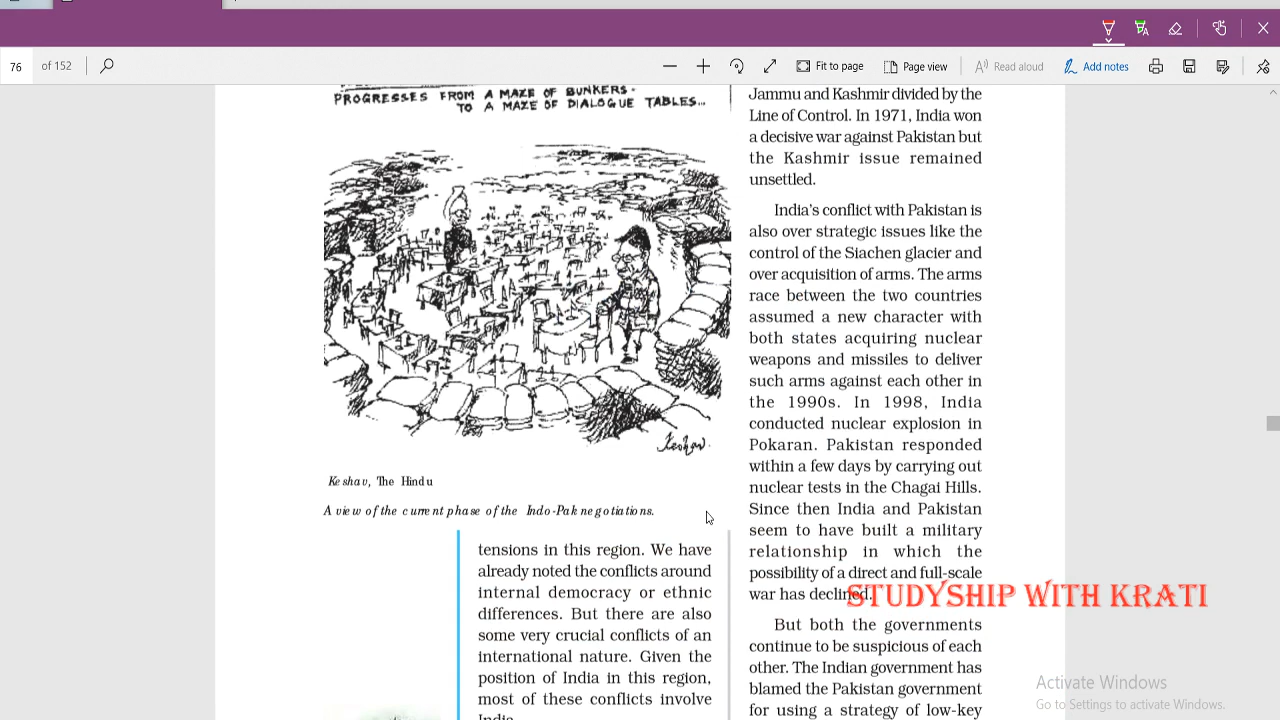 76
of 152
Fit to page
Page view
Read aloud
Add notes
PROGRESSES FROM A MAZE OF BUNKERS.
TO A MAZE OF DIALOGUE TABLES...
Keshav.
Keshav, The Hindu
A view of the current phase of the Indo-Pak negotiations.
tensions in this region. We have
already noted the conflicts around
internal democracy or ethnic
differences. But there are also
some very crucial conflicts of an
international nature. Given the
position of India in this region,
most of these conflicts involve
India.
Jammu and Kashmir divided by the
Line of Control. In 1971, India won
a decisive war against Pakistan but
the Kashmir issue remained
unsettled.
India's conflict with Pakistan is
also over strategic issues like the
control of the Siachen glacier and
over acquisition of arms. The arms
race between the two countries
assumed a new character with
both states acquiring nuclear
weapons and missiles to deliver
such arms against each other in
the 1990s. In 1998, India
conducted nuclear explosion in
Pokaran. Pakistan responded
within a few days by carrying out
nuclear tests in the Chagai Hills.
Since then India and Pakistan
seem to have built a military
relationship in which the
possibility of a direct and full-scale
war has declined.
But both the governments
continue to be suspicious of each
other. The Indian government has
blamed the Pakistan government
for using a strategy of low-key
STUDYSHIP WITH KRATI
Activate Windows
Go to Settings to activate Windows.